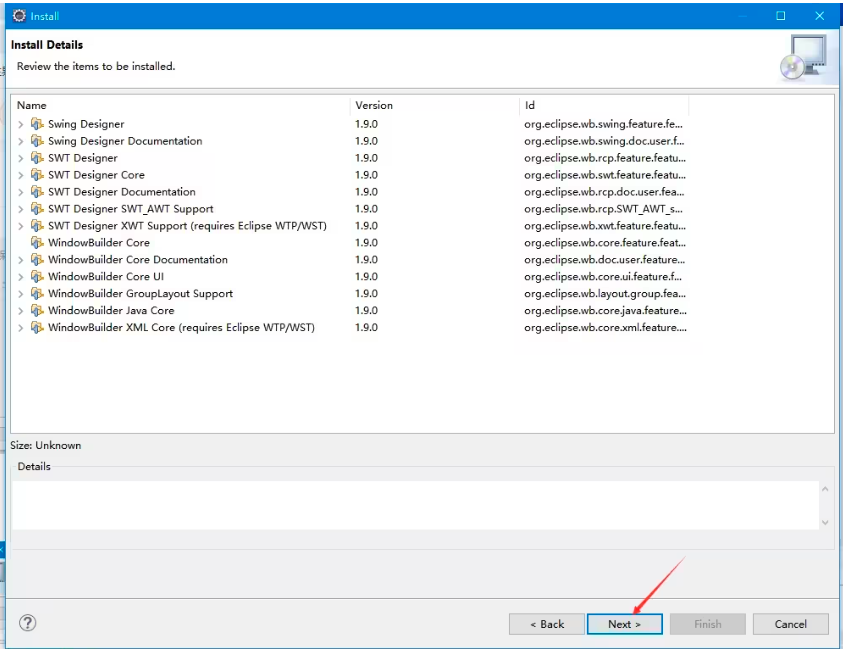 Install
Install Details
Review the items to be installed.
Name Version Id
Swing Designer 1.9.0 org.eclipse.wb.swing.feature.fe...
Swing Designer Documentation 1.9.0 org.eclipse.wb.swing.doc.user.f...
SWT Designer 1.9.0 org.eclipse.wb.rcp.feature.featu...
SWT Designer Core 1.9.0 org.eclipse.wb.swt.feature.featu...
SWT Designer Documentation 1.9.0 org.eclipse.wb.rcp.doc.user.fea...
SWT Designer SWT_AWT Support 1.9.0 org.eclipse.wb.rcp.SWT_AWT_s...
SWT Designer XWT Support (requires Eclipse WTP/WST) 1.9.0 org.eclipse.wb.xwt.feature.featu...
WindowBuilder Core 1.9.0 org.eclipse.wb.core.feature.feat...
WindowBuilder Core Documentation 1.9.0 org.eclipse.wb.doc.user.feature...
WindowBuilder Core UI 1.9.0 org.eclipse.wb.core.ui.feature.f...
WindowBuilder GroupLayout Support 1.9.0 org.eclipse.wb.layout.group.fea...
WindowBuilder Java Core 1.9.0 org.eclipse.wb.core.java.feature...
WindowBuilder XML Core (requires Eclipse WTP/WST) 1.9.0 org.eclipse.wb.core.xml.feature....
Size: Unknown
Details
? < Back Next > Finish Cancel